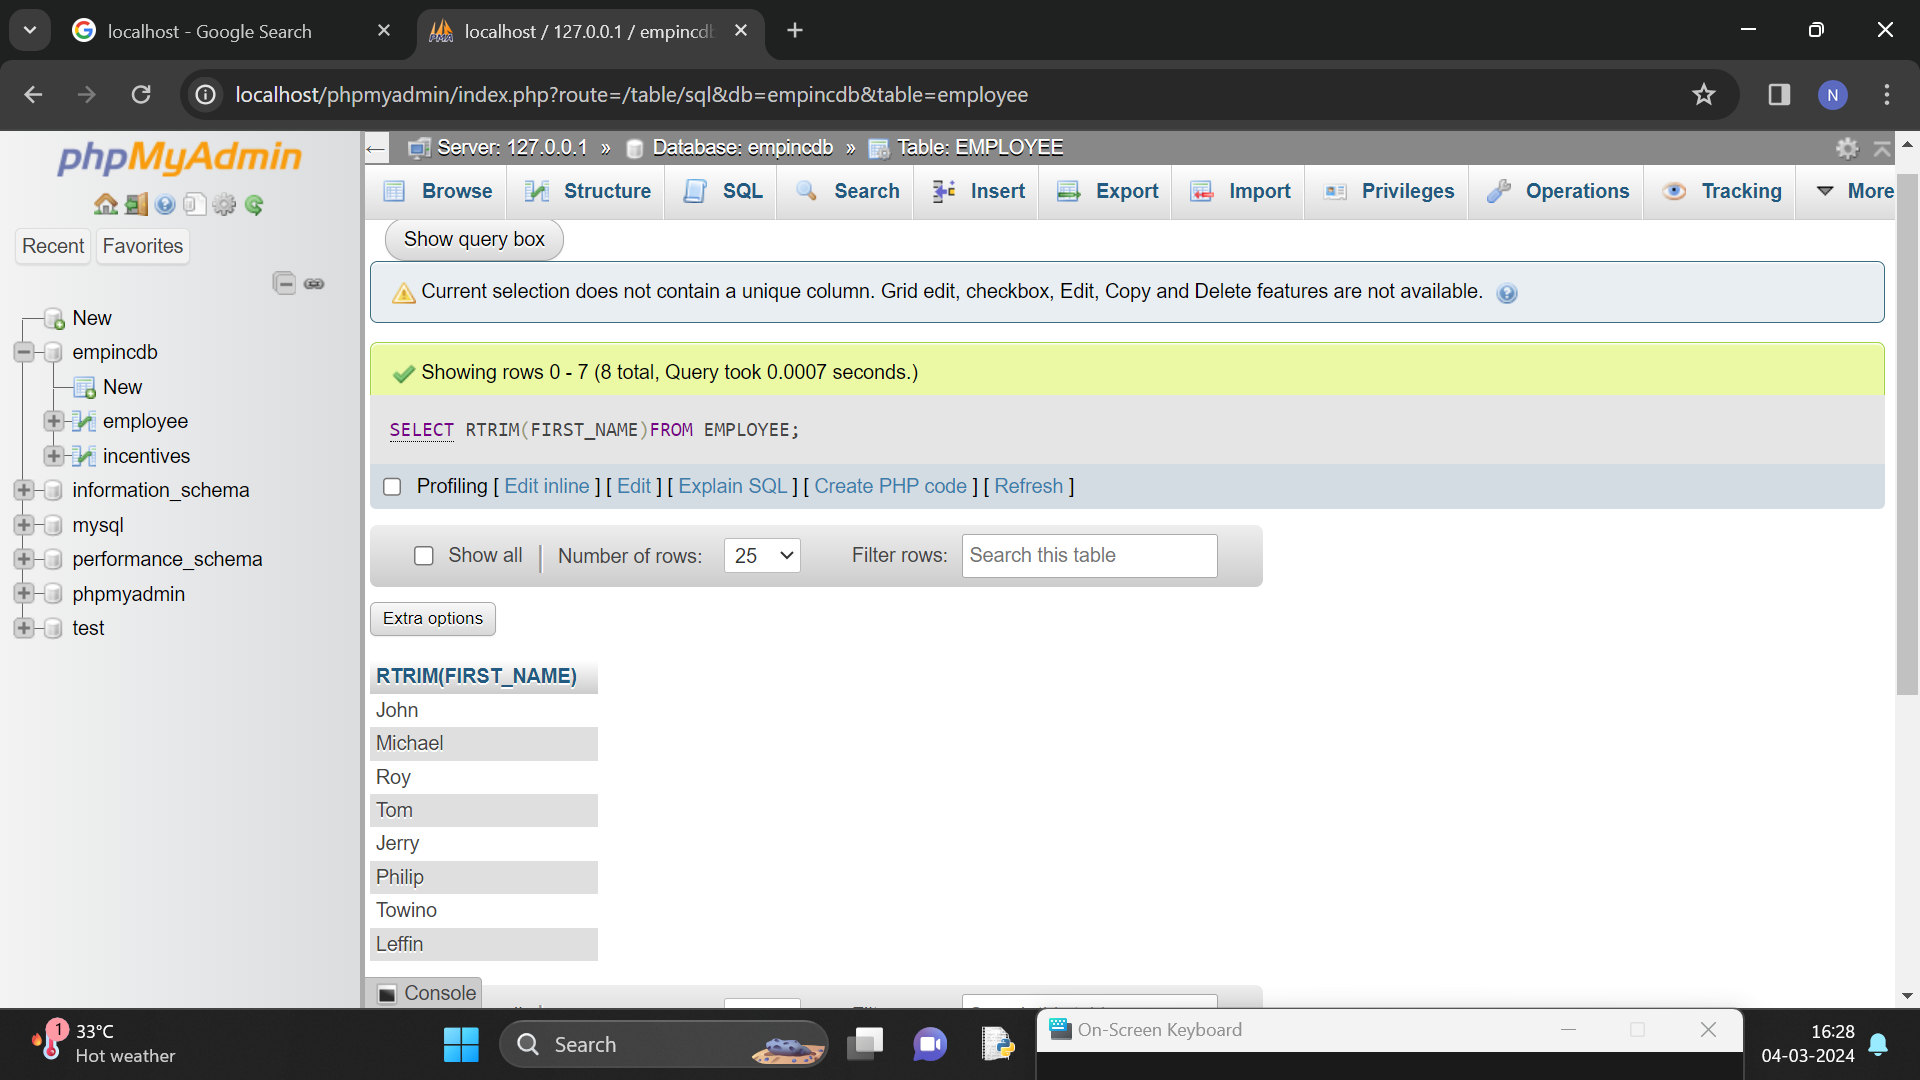 localhost - Google Search
localhost / 127.0.0.1 / empincdb
localhost/phpmyadmin/index.php?route=/table/sql&db=empincdb&table=employee
N
phpMyAdmin
Recent Favorites
New
empincdb
New
employee
incentives
information_schema
mysql
performance_schema
phpmyadmin
test
Server: 127.0.0.1 » Database: empincdb » Table: EMPLOYEE
Browse Structure SQL Search Insert Export Import Privileges Operations Tracking More
Show query box
Current selection does not contain a unique column. Grid edit, checkbox, Edit, Copy and Delete features are not available.
Showing rows 0 - 7 (8 total, Query took 0.0007 seconds.)
SELECT RTRIM(FIRST_NAME)FROM EMPLOYEE;
Profiling [ Edit inline ] [ Edit ] [ Explain SQL ] [ Create PHP code ] [ Refresh ]
Show all | Number of rows: 25 Filter rows: Search this table
Extra options
RTRIM(FIRST_NAME)
John
Michael
Roy
Tom
Jerry
Philip
Towino
Leffin
Console
1
33°C
Hot weather
Search
On-Screen Keyboard
16:28
04-03-2024